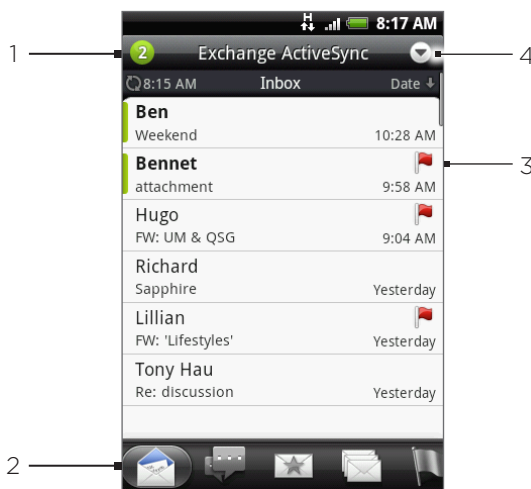 H 8:17 AM
1 2 Exchange ActiveSync 4
8:15 AM Inbox Date
Ben
Weekend 10:28 AM
Bennet 3
attachment 9:58 AM
Hugo
FW: UM & QSG 9:04 AM
Richard
Sapphire Yesterday
Lillian
FW: 'Lifestyles' Yesterday
Tony Hau
Re: discussion Yesterday
2